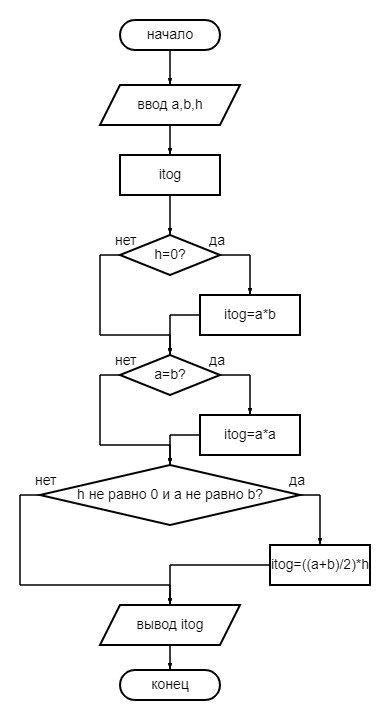 начало
ввод a,b,h
itog
нет
да
h=0?
itog=a*b
нет
да
a=b?
itog=a*a
нет
да
h не равно 0 и a не равно b?
itog=((a+b)/2)*h
вывод itog
конец